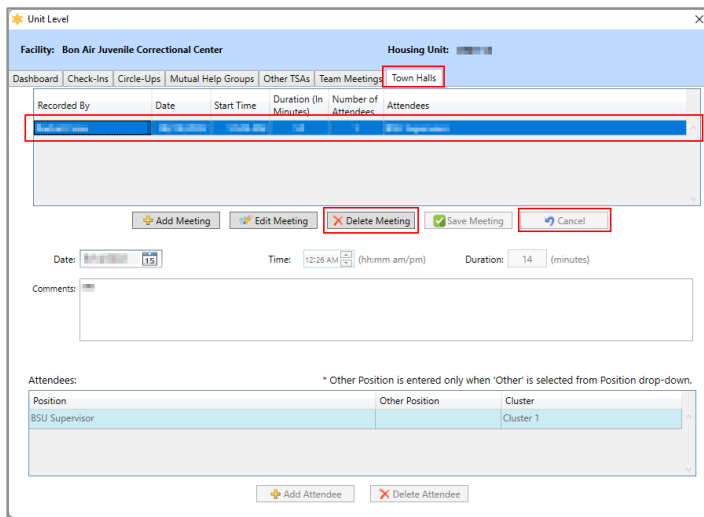 Unit Level
Facility: Bon Air Juvenile Correctional Center Housing Unit:
Dashboard Check-Ins Circle-Ups Mutual Help Groups Other TSAs Team Meetings Town Halls
Recorded By Date Start Time Duration (In Minutes) Number of Attendees Attendees
Add Meeting Edit Meeting Delete Meeting Save Meeting Cancel
Date: 15 Time: 12:26 AM (hh:mm am/pm) Duration: 14 (minutes)
Comments:
Attendees: * Other Position is entered only when 'Other' is selected from Position drop-down.
Position Other Position Cluster
BSU Supervisor Cluster 1
Add Attendee Delete Attendee